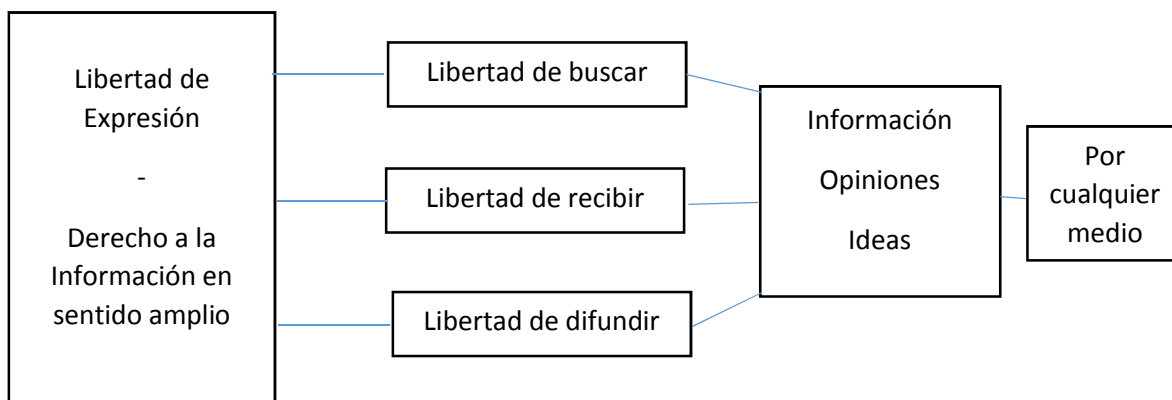 Libertad de
Expresión
-
Derecho a la
Información en
sentido amplio
Libertad de buscar
Libertad de recibir
Libertad de difundir
Información
Opiniones
Ideas
Por
cualquier
medio